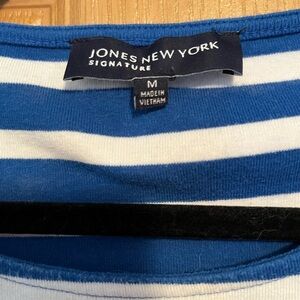 JONES NEW YORK
SIGNATURE
M
MADE IN
VIETNAM